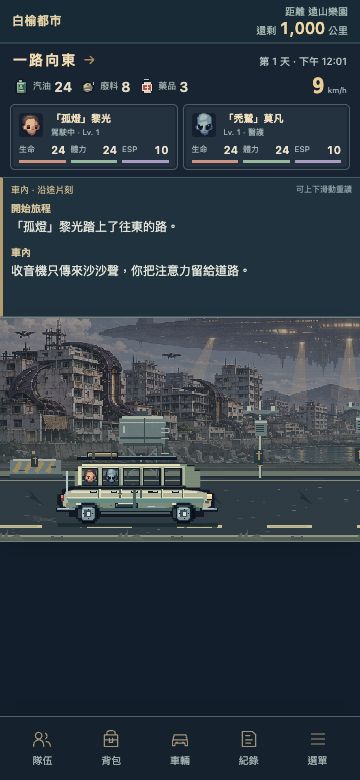 白榆都市
距離 遠山樂園
還剩 1,000 公里
一路向東 →
第 1 天 · 下午 12:01
汽油 24 廢料 8 藥品 3
9 km/h
「孤燈」黎光
駕駛中 · Lv. 1
生命 24 體力 24 ESP 10
「禿鷲」莫凡
Lv. 1 · 醫護
生命 24 體力 24 ESP 10
車內 · 沿途片刻
可上下滑動重讀
開始旅程
「孤燈」黎光踏上了往東的路。
車內
收音機只傳來沙沙聲，你把注意力留給道路。
隊伍
背包
車輛
紀錄
選單